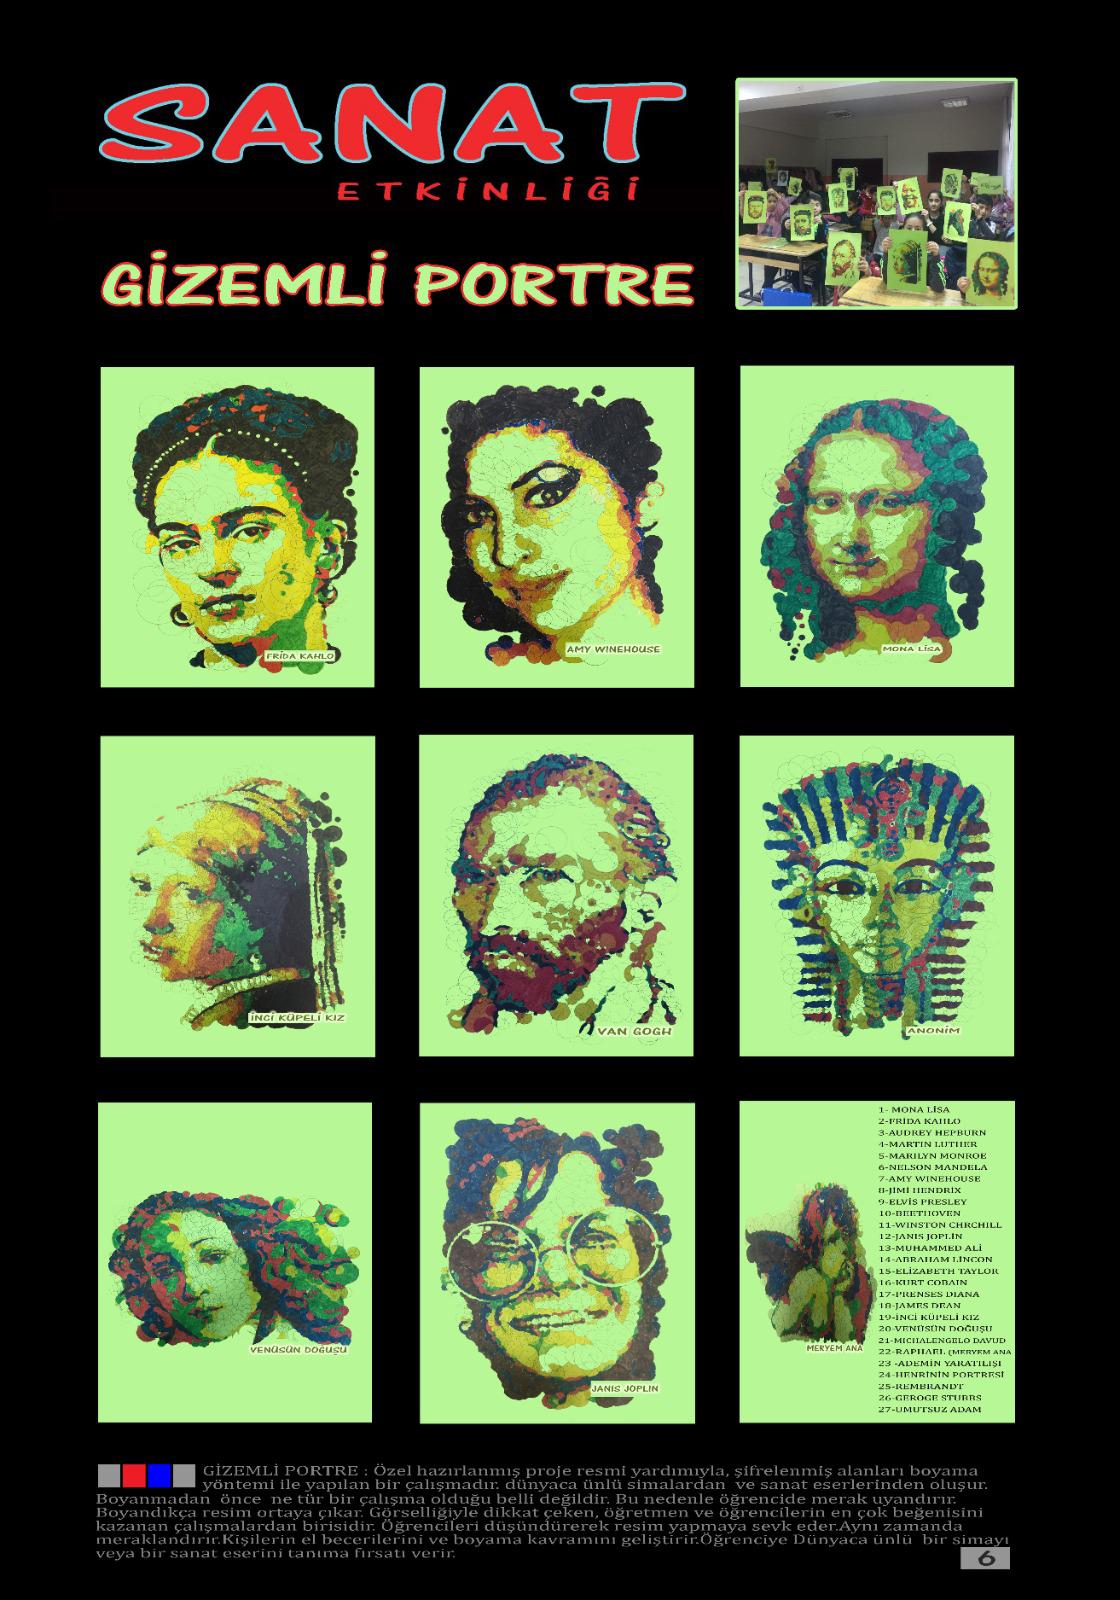 SANAT
ETKİNLİĞİ
GİZEMLİ PORTRE
FRİDA KAHLO
AMY WINEHOUSE
MONA LİSA
İNCİ KÜPELİ KIZ
VAN GOGH
ANONİM
VENÜSÜN DOĞUŞU
JANIS JOPLIN
MERYEM ANA
1- MONA LİSA
2-FRİDA KAHLO
3-AUDREY HEPBURN
4-MARTIN LUTHER
5-MARILYN MONROE
6-NELSON MANDELA
7-AMY WINEHOUSE
8-JİMİ HENDRİX
9-ELVİS PRESLEY
10-BEETHOVEN
11-WINSTON CHRCHILL
12-JANIS JOPLİN
13-MUHAMMED ALİ
14-ABRAHAM LİNCON
15-ELİZABETH TAYLOR
16-KURT COBAIN
17-PRENSES DIANA
18-JAMES DEAN
19-İNCİ KÜPELİ KIZ
20-VENÜSÜN DOĞUŞU
21-MICHALENGELO DAVUD
22-RAPHAEL (MERYEM ANA
23 -ADEMİN YARATILIŞI
24-HENRİNİN PORTRESİ
25-REMBRANDT
26-GEROGE STUBBS
27-UMUTSUZ ADAM
GİZEMLİ PORTRE : Özel hazırlanmış proje resmi yardımıyla, şifrelenmiş alanları boyama
yöntemi ile yapılan bir çalışmadır. dünyaca ünlü simalardan ve sanat eserlerinden oluşur.
Boyanmadan önce ne tür bir çalışma olduğu belli değildir. Bu nedenle öğrencide merak uyandırır.
Boyandıkça resim ortaya çıkar. Görselliğiyle dikkat çeken, öğretmen ve öğrencilerin en çok beğenisini
kazanan çalışmalardan birisidir. Öğrencileri düşündürerek resim yapmaya sevk eder.Aynı zamanda
meraklandırır.Kişilerin el becerilerini ve boyama kavramını geliştirir.Öğrenciye Dünyaca ünlü bir simayı
veya bir sanat eserini tanıma fırsatı verir.
6